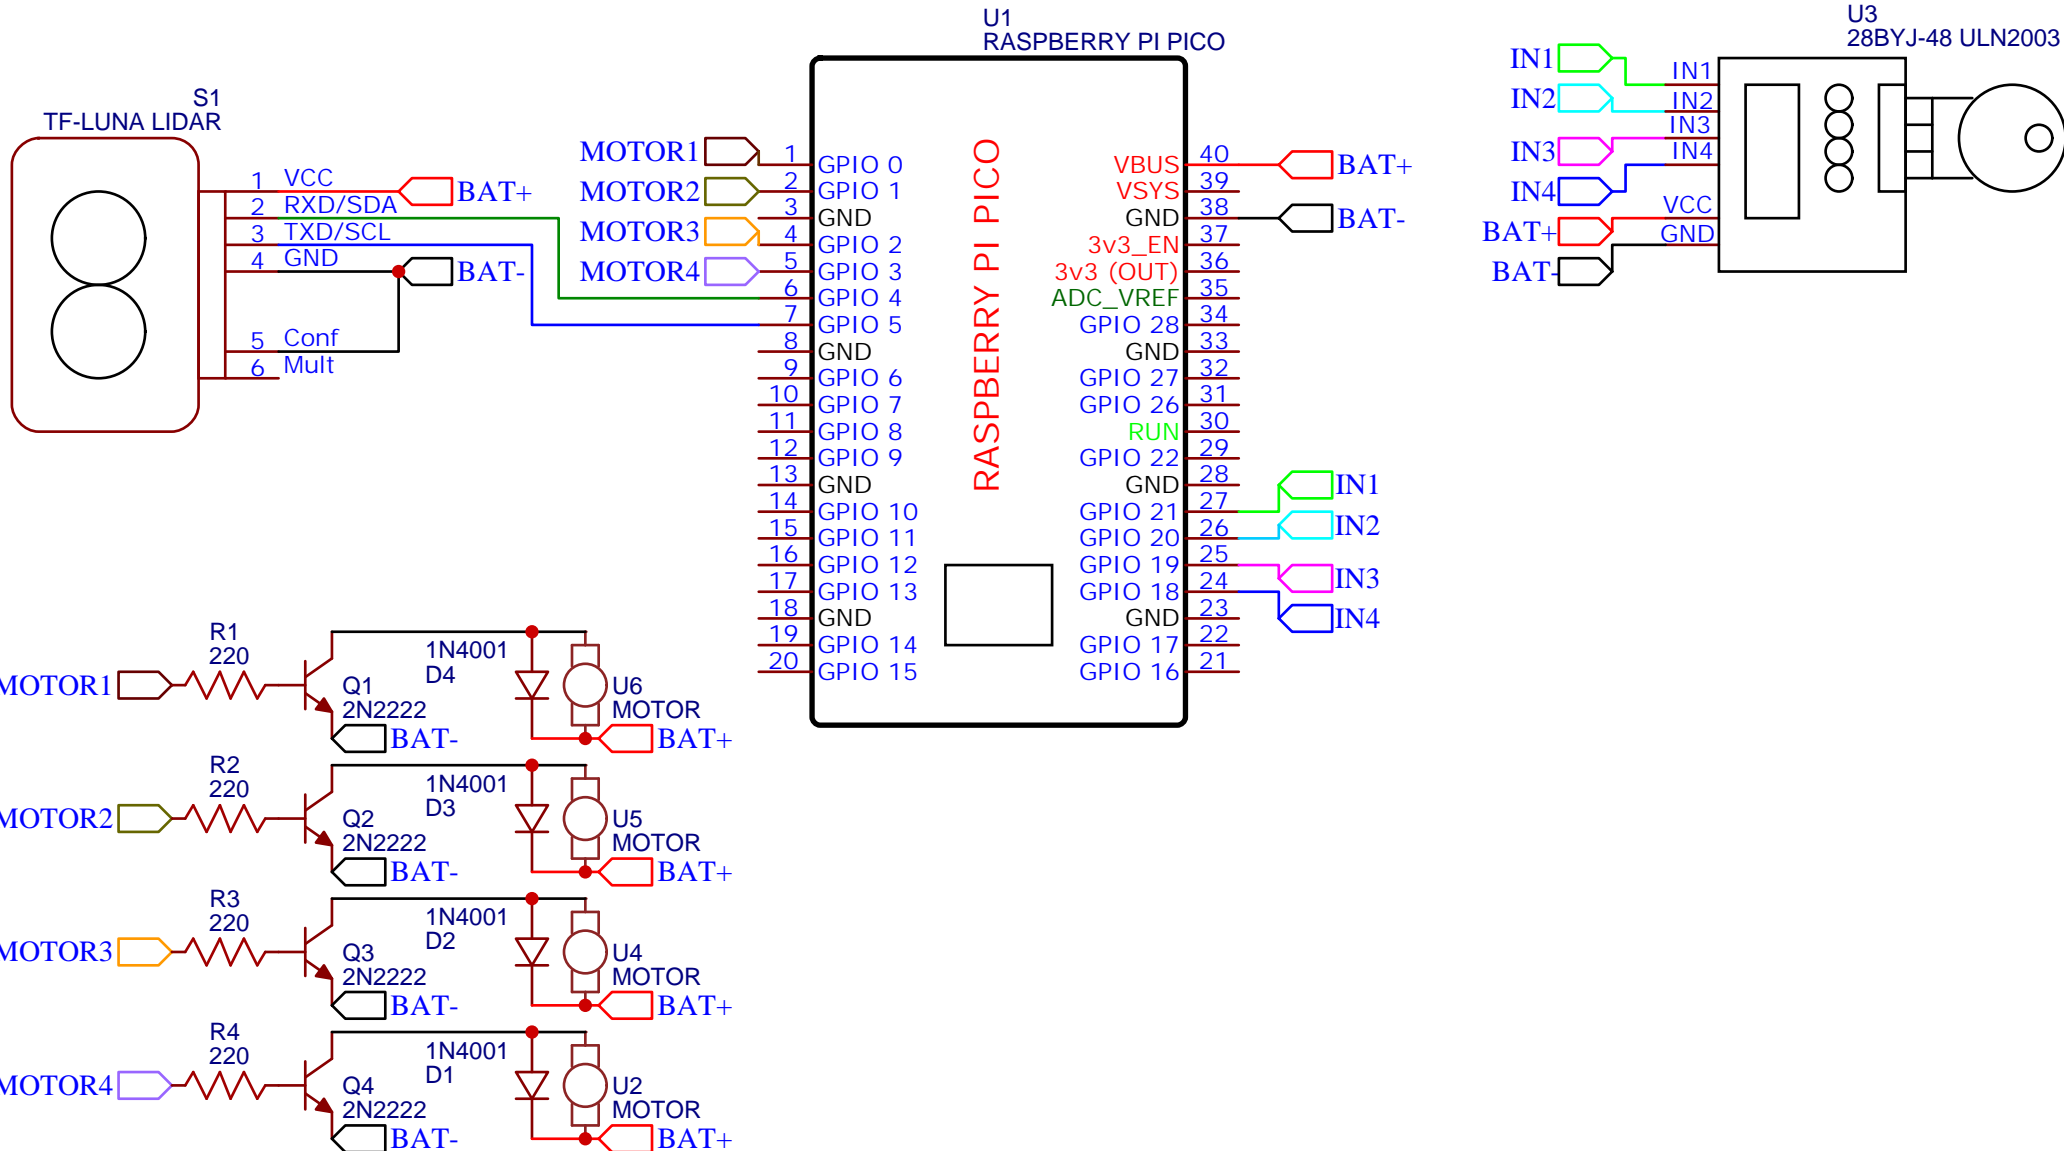 U1
RASPBERRY PI PICO
U3
28BYJ-48 ULN2003
S1
TF-LUNA LIDAR
1 VCC
2 RXD/SDA
3 TXD/SCL
4 GND
5 Conf
6 Mult
BAT+
BAT-
MOTOR1
MOTOR2
MOTOR3
MOTOR4
1 GPIO 0
2 GPIO 1
3 GND
4 GPIO 2
5 GPIO 3
6 GPIO 4
7 GPIO 5
8 GND
9 GPIO 6
10 GPIO 7
11 GPIO 8
12 GPIO 9
13 GND
14 GPIO 10
15 GPIO 11
16 GPIO 12
17 GPIO 13
18 GND
19 GPIO 14
20 GPIO 15
RASPBERRY PI PICO
VBUS 40
VSYS 39
GND 38
3v3_EN 37
3v3 (OUT) 36
ADC_VREF 35
GPIO 28 34
GND 33
GPIO 27 32
GPIO 26 31
RUN 30
GPIO 22 29
GND 28
GPIO 21 27
GPIO 20 26
GPIO 19 25
GPIO 18 24
GND 23
GPIO 17 22
GPIO 16 21
BAT+
BAT-
IN1
IN2
IN3
IN4
IN1
IN2
IN3
IN4
BAT+
BAT-
IN1
IN2
IN3
IN4
VCC
GND
MOTOR1
R1
220
Q1
2N2222
BAT-
1N4001
D4
U6
MOTOR
BAT+
MOTOR2
R2
220
Q2
2N2222
BAT-
1N4001
D3
U5
MOTOR
BAT+
MOTOR3
R3
220
Q3
2N2222
BAT-
1N4001
D2
U4
MOTOR
BAT+
MOTOR4
R4
220
Q4
2N2222
BAT-
1N4001
D1
U2
MOTOR
BAT+